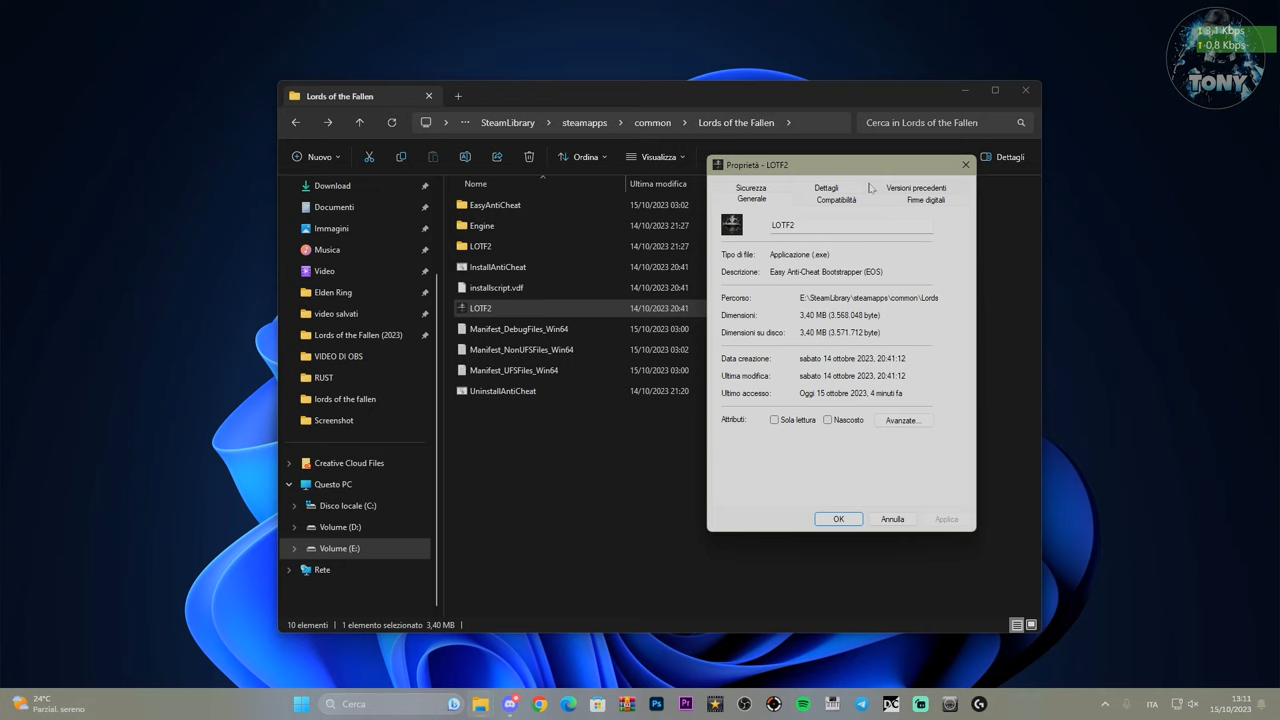 3,1 Kbps
0,8 Kbps
TONY
Lords of the Fallen
SteamLibrary
steamapps
common
Lords of the Fallen
Cerca in Lords of the Fallen
Nuovo
Ordina
Visualizza
Dettagli
Download
Documenti
Immagini
Musica
Video
Elden Ring
video salvati
Lords of the Fallen (2023)
VIDEO DI OBS
RUST
lords of the fallen
Screenshot
Creative Cloud Files
Questo PC
Disco locale (C:)
Volume (D:)
Volume (E:)
Rete
Nome Ultima modifica
EasyAntiCheat 15/10/2023 03:02
Engine 14/10/2023 21:27
LOTF2 14/10/2023 21:27
InstallAntiCheat 14/10/2023 20:41
installscript.vdf 14/10/2023 20:41
LOTF2 14/10/2023 20:41
Manifest_DebugFiles_Win64 15/10/2023 03:00
Manifest_NonUFSFiles_Win64 15/10/2023 03:02
Manifest_UFSFiles_Win64 15/10/2023 03:00
UninstallAntiCheat 14/10/2023 21:20
Proprietà - LOTF2
Sicurezza Dettagli Versioni precedenti
Generale Compatibilità Firme digitali
LOTF2
Tipo di file: Applicazione (.exe)
Descrizione: Easy Anti-Cheat Bootstrapper (EOS)
Percorso: E:\SteamLibrary\steamapps\common\Lords
Dimensioni: 3,40 MB (3.568.048 byte)
Dimensioni su disco: 3,40 MB (3.571.712 byte)
Data creazione: sabato 14 ottobre 2023, 20:41:12
Ultima modifica: sabato 14 ottobre 2023, 20:41:12
Ultimo accesso: Oggi 15 ottobre 2023, 4 minuti fa
Attributi: Sola lettura Nascosto Avanzate...
OK Annulla Applica
10 elementi 1 elemento selezionato 3,40 MB
24°C
Parzial. sereno
Cerca
ITA
13:11
15/10/2023